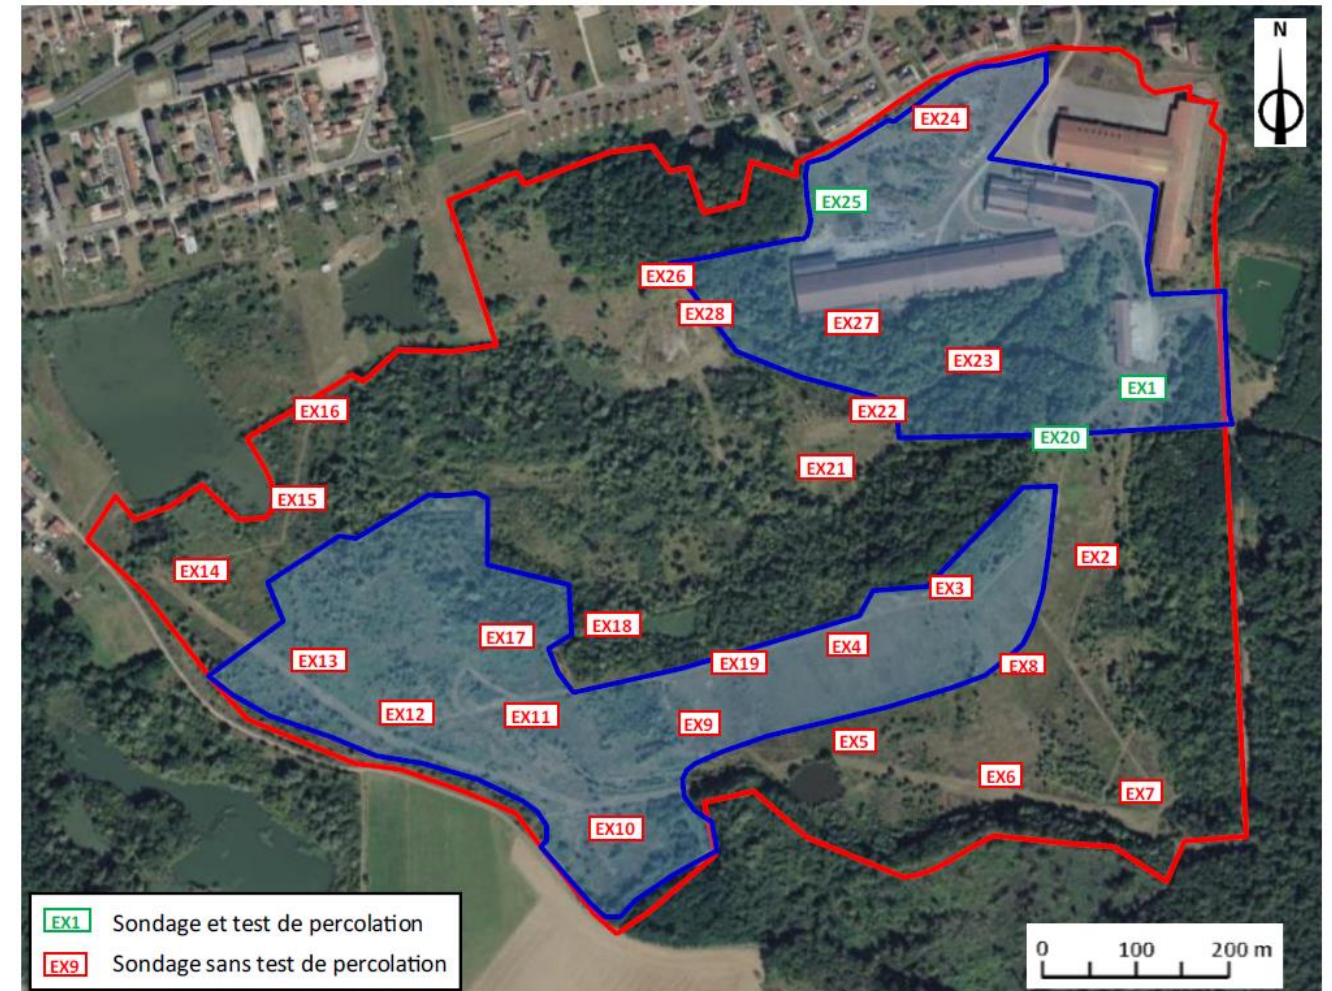 N
EX24
EX25
EX26
EX28
EX27
EX23
EX1
EX22
EX16
EX20
EX21
EX15
EX2
EX14
EX3
EX18
EX17
EX4
EX13
EX19
EX8
EX12
EX11
EX9
EX5
EX6
EX7
EX10
EX1 Sondage et test de percolation
EX9 Sondage sans test de percolation
0 100 200 m